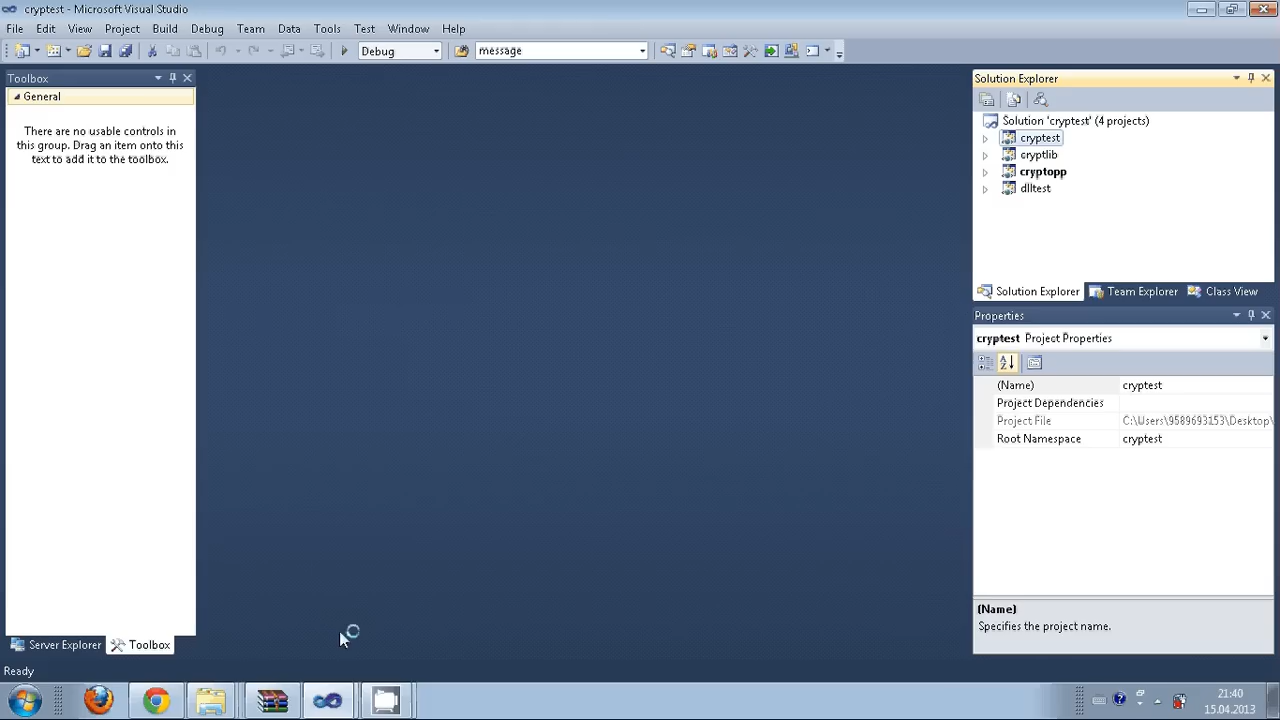 cryptest - Microsoft Visual Studio
File Edit View Project Build Debug Team Data Tools Test Window Help
Debug message
Toolbox
General
There are no usable controls in
this group. Drag an item onto this
text to add it to the toolbox.
Server Explorer Toolbox
Solution Explorer
Solution 'cryptest' (4 projects)
cryptest
cryptlib
cryptopp
dlltest
Solution Explorer Team Explorer Class View
Properties
cryptest Project Properties
(Name) cryptest
Project Dependencies
Project File C:\Users\9589693153\Desktop\
Root Namespace cryptest
(Name)
Specifies the project name.
Ready
21:40
15.04.2013